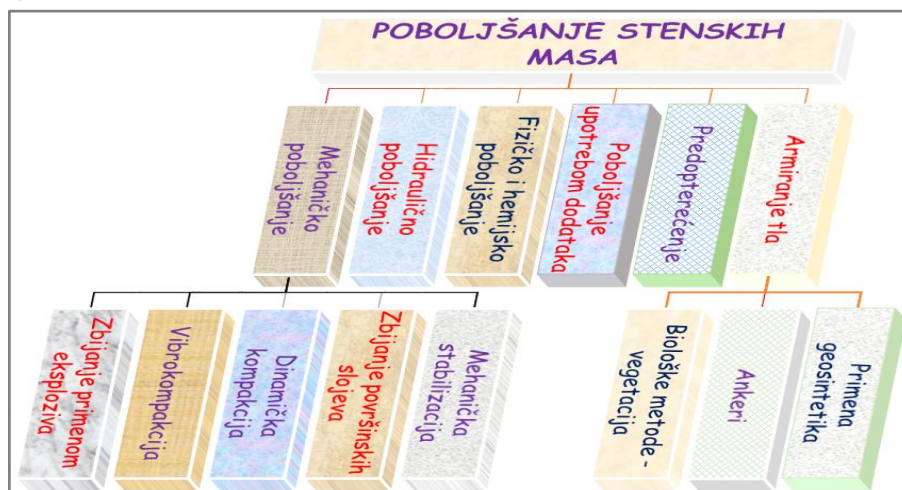 POBOLJŠANJE STENSKIH
MASA
Mehaničko
poboljšanje
Hidraulično
poboljšanje
Fizičko i hemijsko
poboljšanje
Poboljšanje
upotrebom dodataka
Predopterećenje
Armiranje tla
Zbijanje primenom
eksploziva
Vibrokompakcija
Dinamička
kompakcija
Zbijanje površinskih
slojeva
Mehanička
stabilizacija
Biološke metode -
vegetacija
Ankeri
Primena
geosintetika